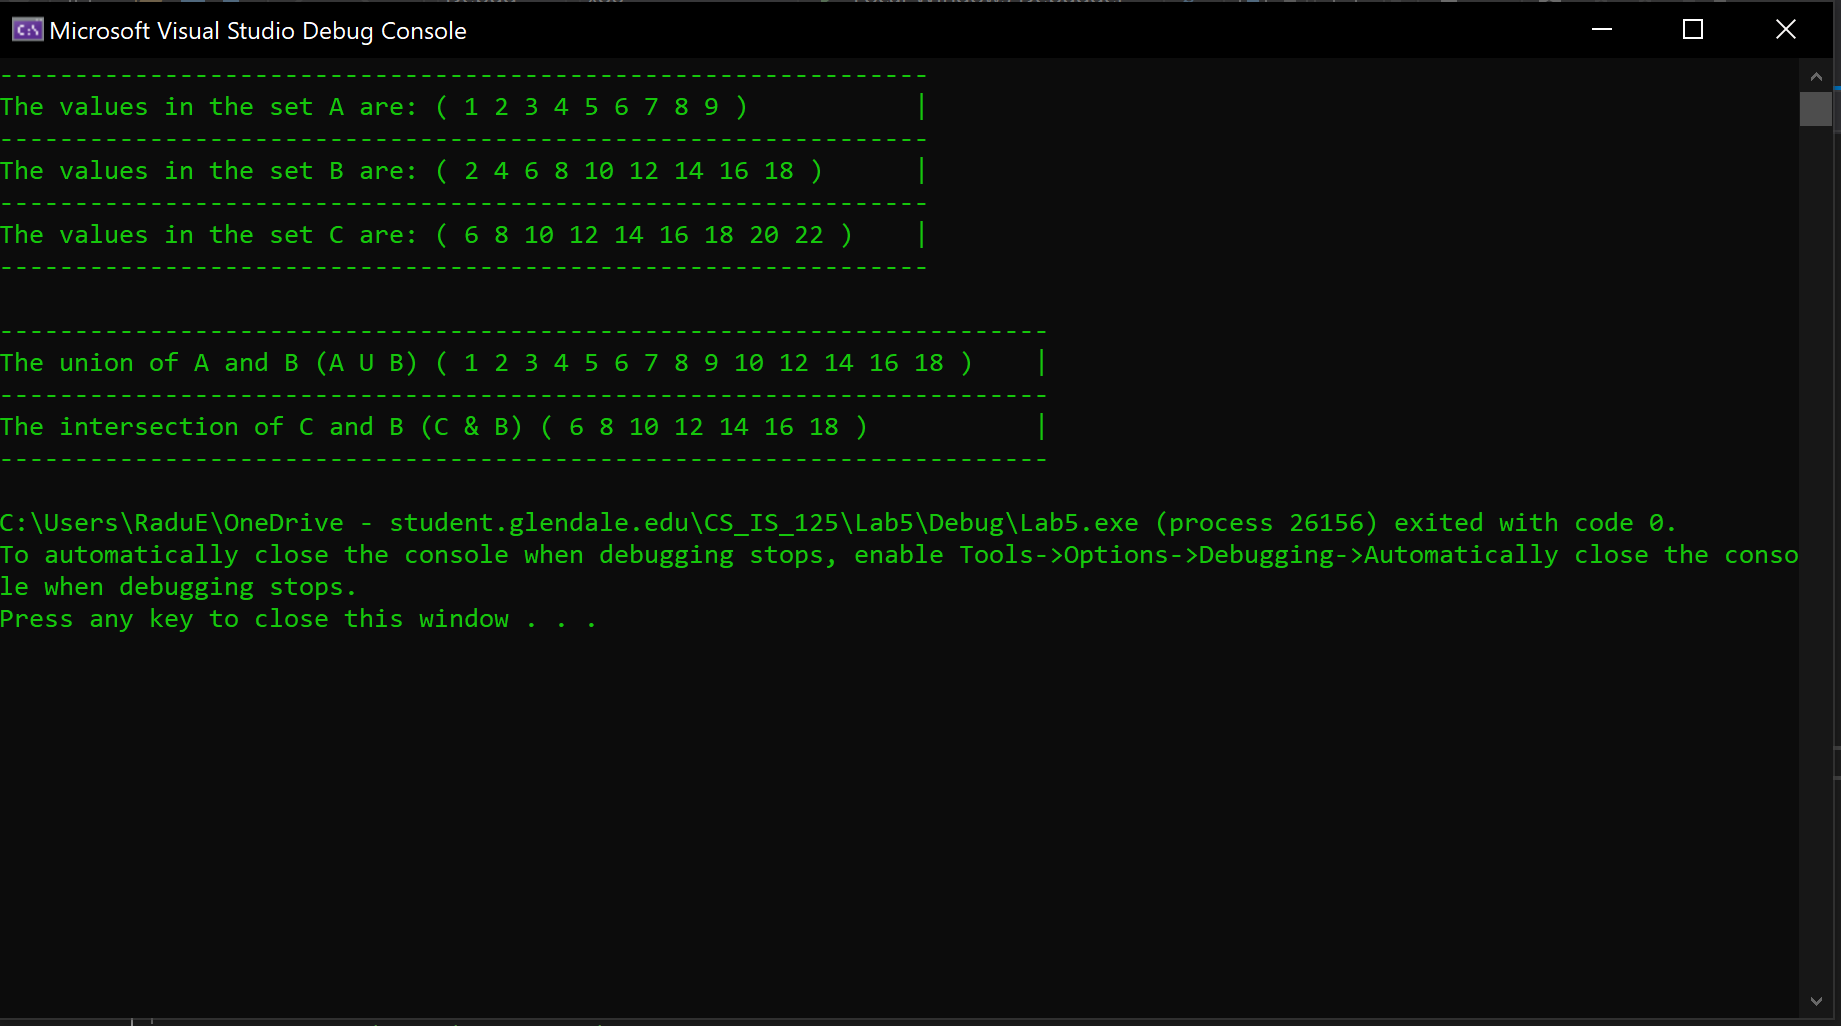 Microsoft Visual Studio Debug Console
--------------------------------------------------------------
The values in the set A are: ( 1 2 3 4 5 6 7 8 9 )           |
--------------------------------------------------------------
The values in the set B are: ( 2 4 6 8 10 12 14 16 18 )      |
--------------------------------------------------------------
The values in the set C are: ( 6 8 10 12 14 16 18 20 22 )    |
--------------------------------------------------------------
----------------------------------------------------------------------
The union of A and B (A U B) ( 1 2 3 4 5 6 7 8 9 10 12 14 16 18 )    |
----------------------------------------------------------------------
The intersection of C and B (C & B) ( 6 8 10 12 14 16 18 )           |
----------------------------------------------------------------------
C:\Users\RaduE\OneDrive - student.glendale.edu\CS_IS_125\Lab5\Debug\Lab5.exe (process 26156) exited with code 0.
To automatically close the console when debugging stops, enable Tools->Options->Debugging->Automatically close the conso
le when debugging stops.
Press any key to close this window . . .